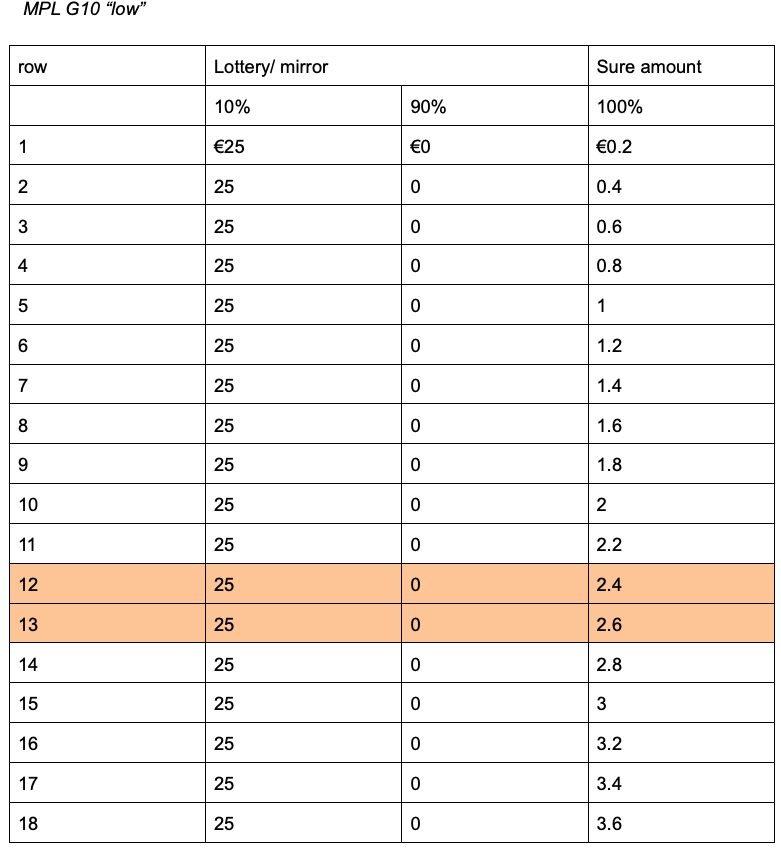 MPL G10 “low”
row Lottery/ mirror Sure amount
10% 90% 100%
1 €25 €0 €0.2
2 25 0 0.4
3 25 0 0.6
4 25 0 0.8
5 25 0 1
6 25 0 1.2
7 25 0 1.4
8 25 0 1.6
9 25 0 1.8
10 25 0 2
11 25 0 2.2
12 25 0 2.4
13 25 0 2.6
14 25 0 2.8
15 25 0 3
16 25 0 3.2
17 25 0 3.4
18 25 0 3.6